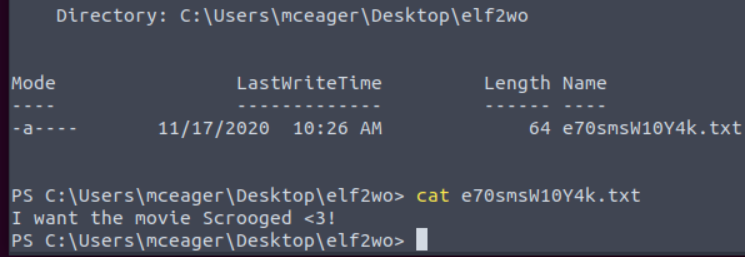 Directory: C:\Users\mceager\Desktop\elf2wo
Mode LastWriteTime Length Name
---- ------------- ------ ----
-a---- 11/17/2020 10:26 AM 64 e70smsW10Y4k.txt
PS C:\Users\mceager\Desktop\elf2wo> cat e70smsW10Y4k.txt
I want the movie Scrooged <3!
PS C:\Users\mceager\Desktop\elf2wo>